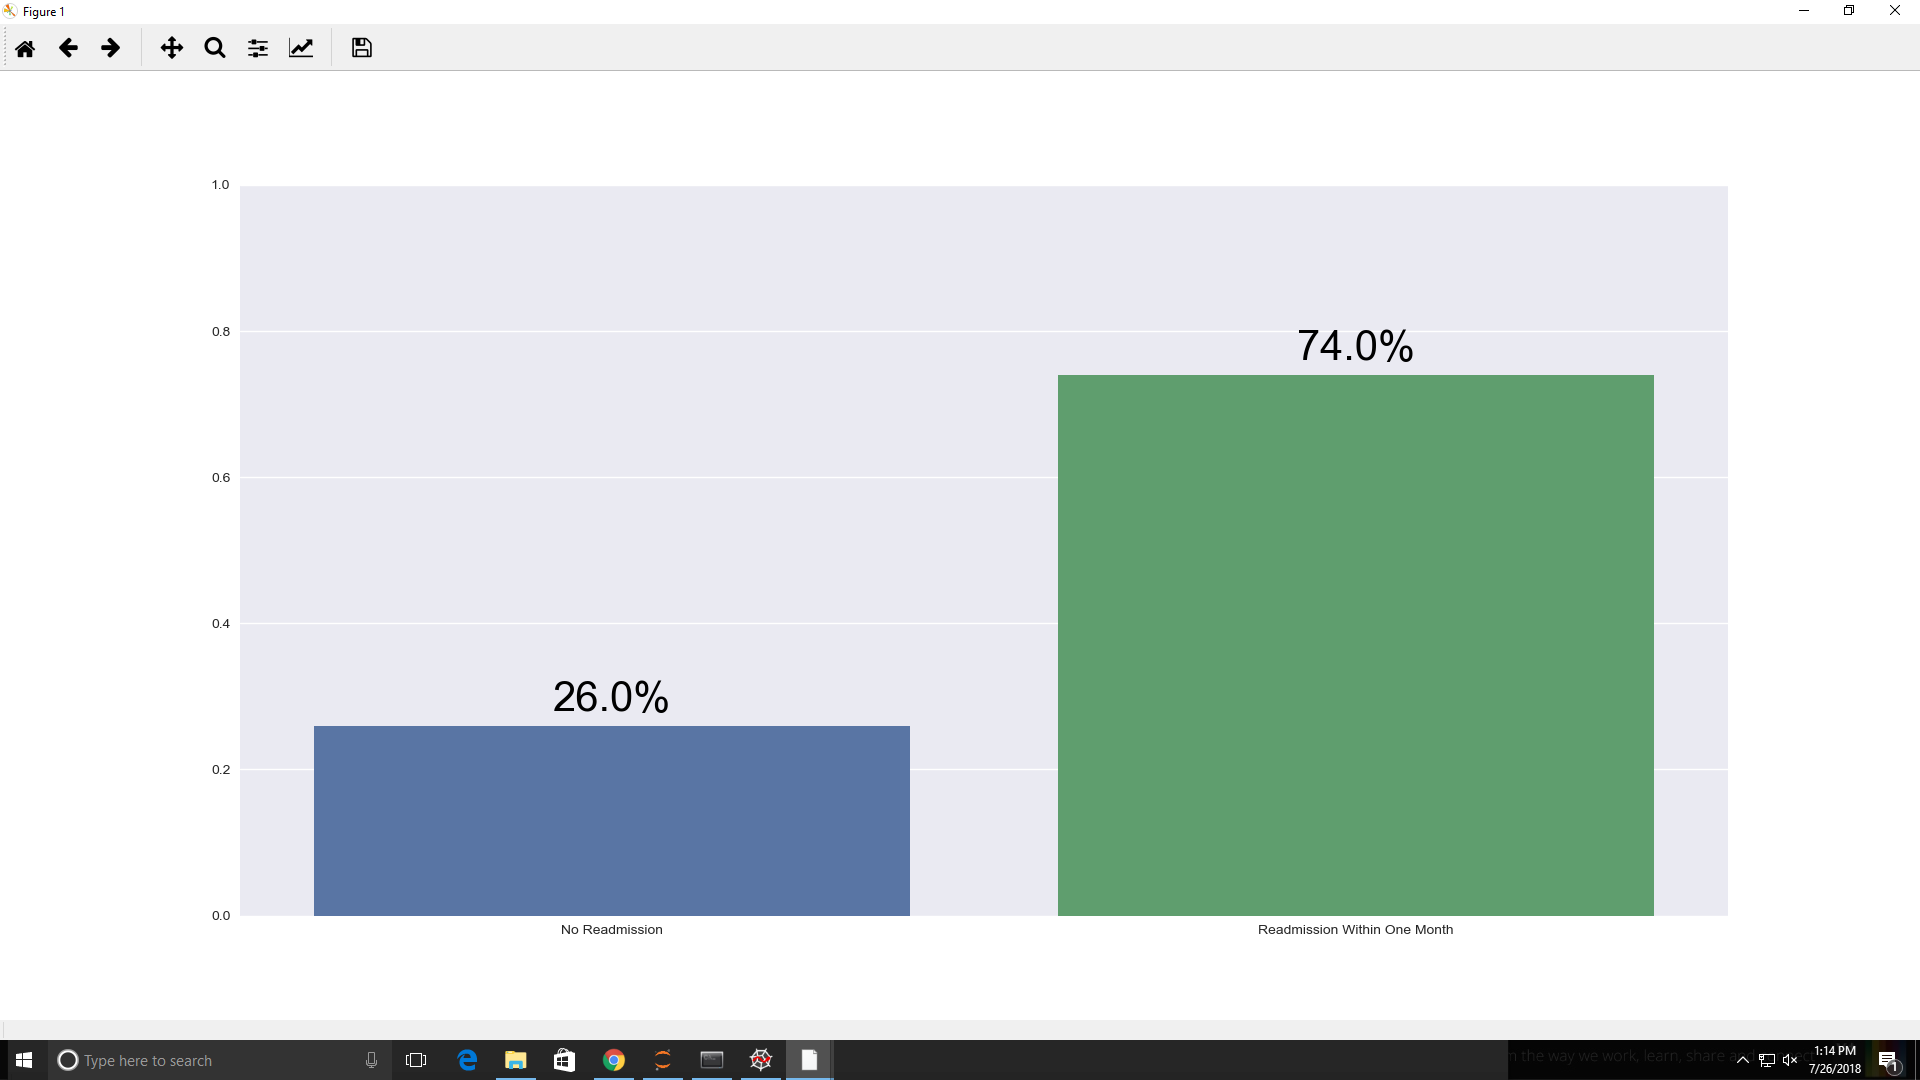 Figure 1
1.0
0.8
74.0%
0.6
0.4
26.0%
0.2
0.0
No Readmission
Readmission Within One Month
Type here to search
the way we work, learn, share and
1:14 PM
7/26/2018
1